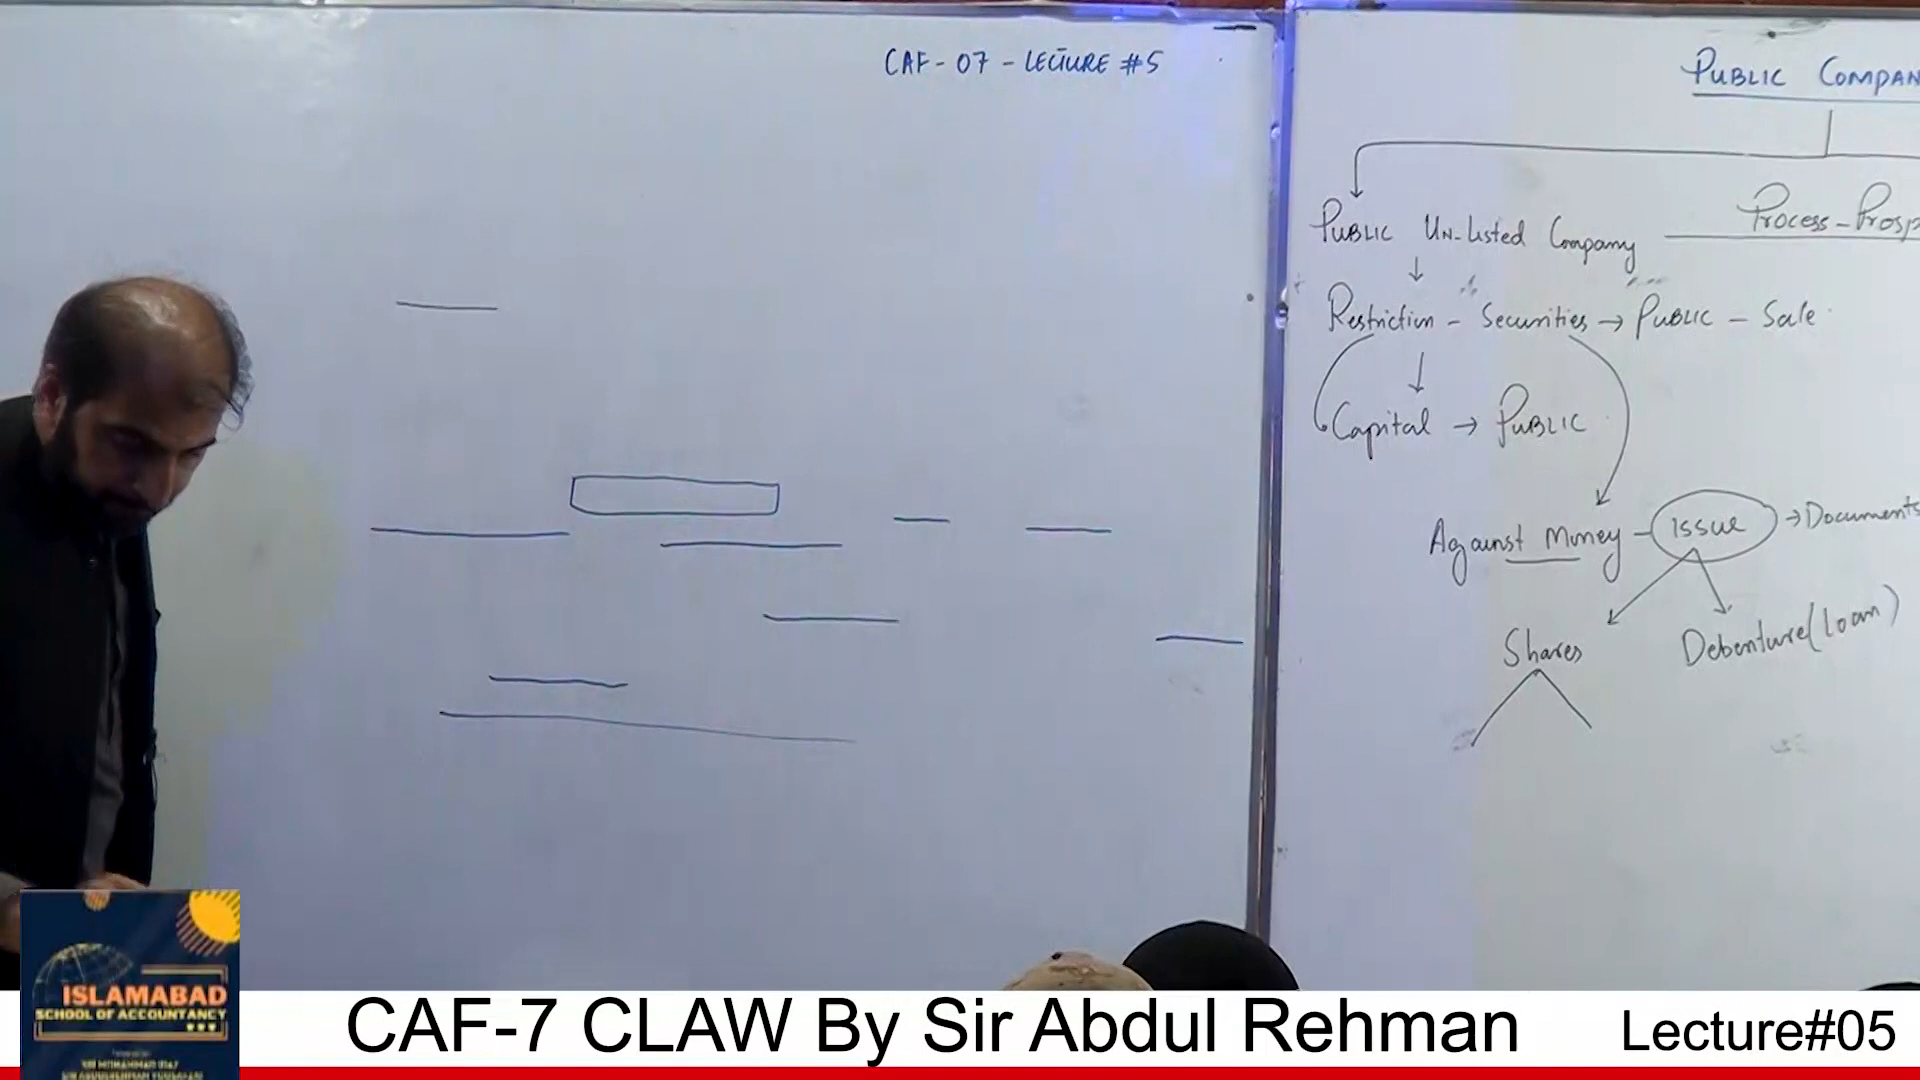 CAF - 07 - LECTURE #5
PUBLIC COMPAN
Process - Prosp
PUBLIC UN-Listed Company
Restriction - Securities → PUBLIC - Sale
Capital → PUBLIC
Against Money - Issue → Documents
Shares
Debenture (loan)
ISLAMABAD
SCHOOL OF ACCOUNTANCY
CAF-7 CLAW By Sir Abdul Rehman
Lecture#05